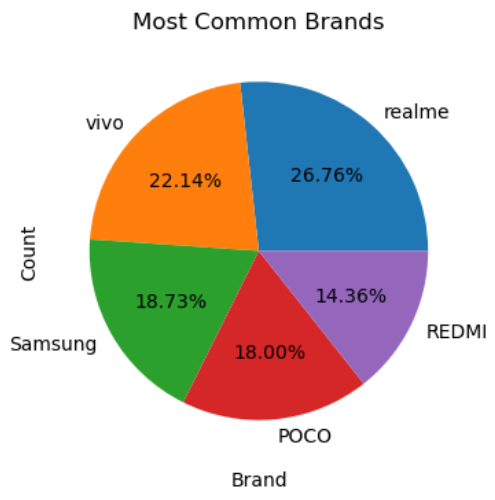 Most Common Brands
realme
vivo
26.76%
22.14%
Count
18.73%
14.36%
Samsung
REDMI
18.00%
POCO
Brand